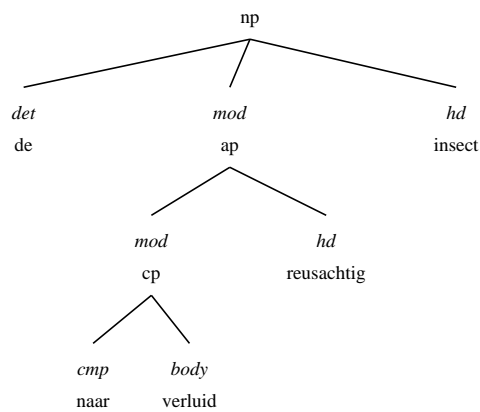 np
det mod hd
de ap insect
mod hd
cp reusachtig
cmp body
naar verluid